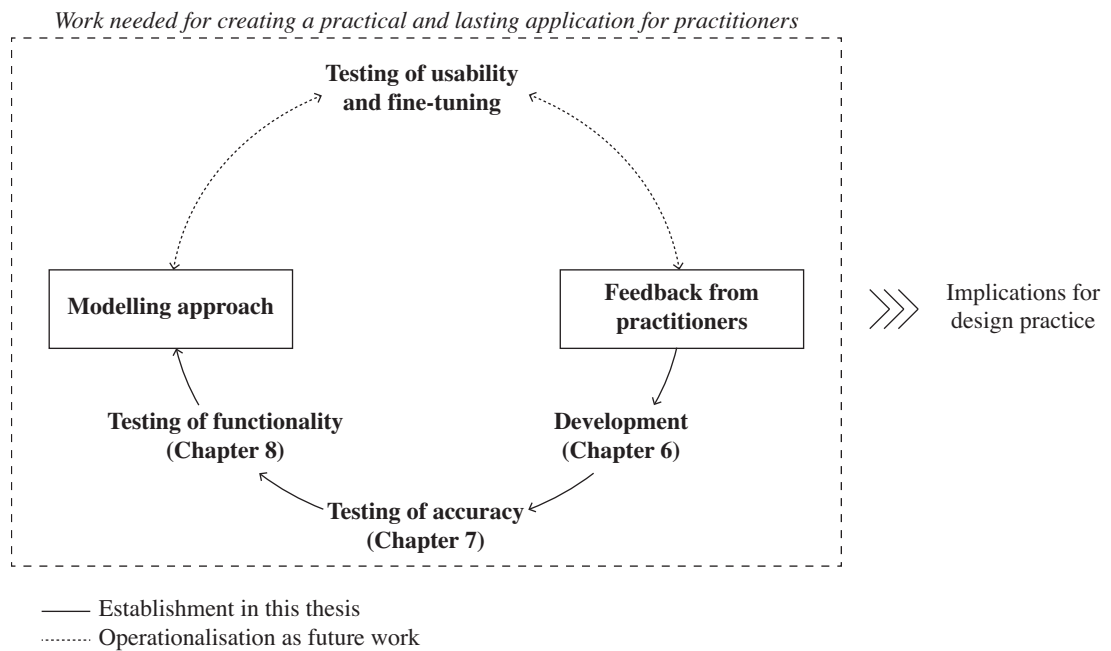 Work needed for creating a practical and lasting application for practitioners
Testing of usability
and fine-tuning
Modelling approach
Feedback from
practitioners
Implications for
design practice
Testing of functionality
(Chapter 8)
Development
(Chapter 6)
Testing of accuracy
(Chapter 7)
Establishment in this thesis
Operationalisation as future work